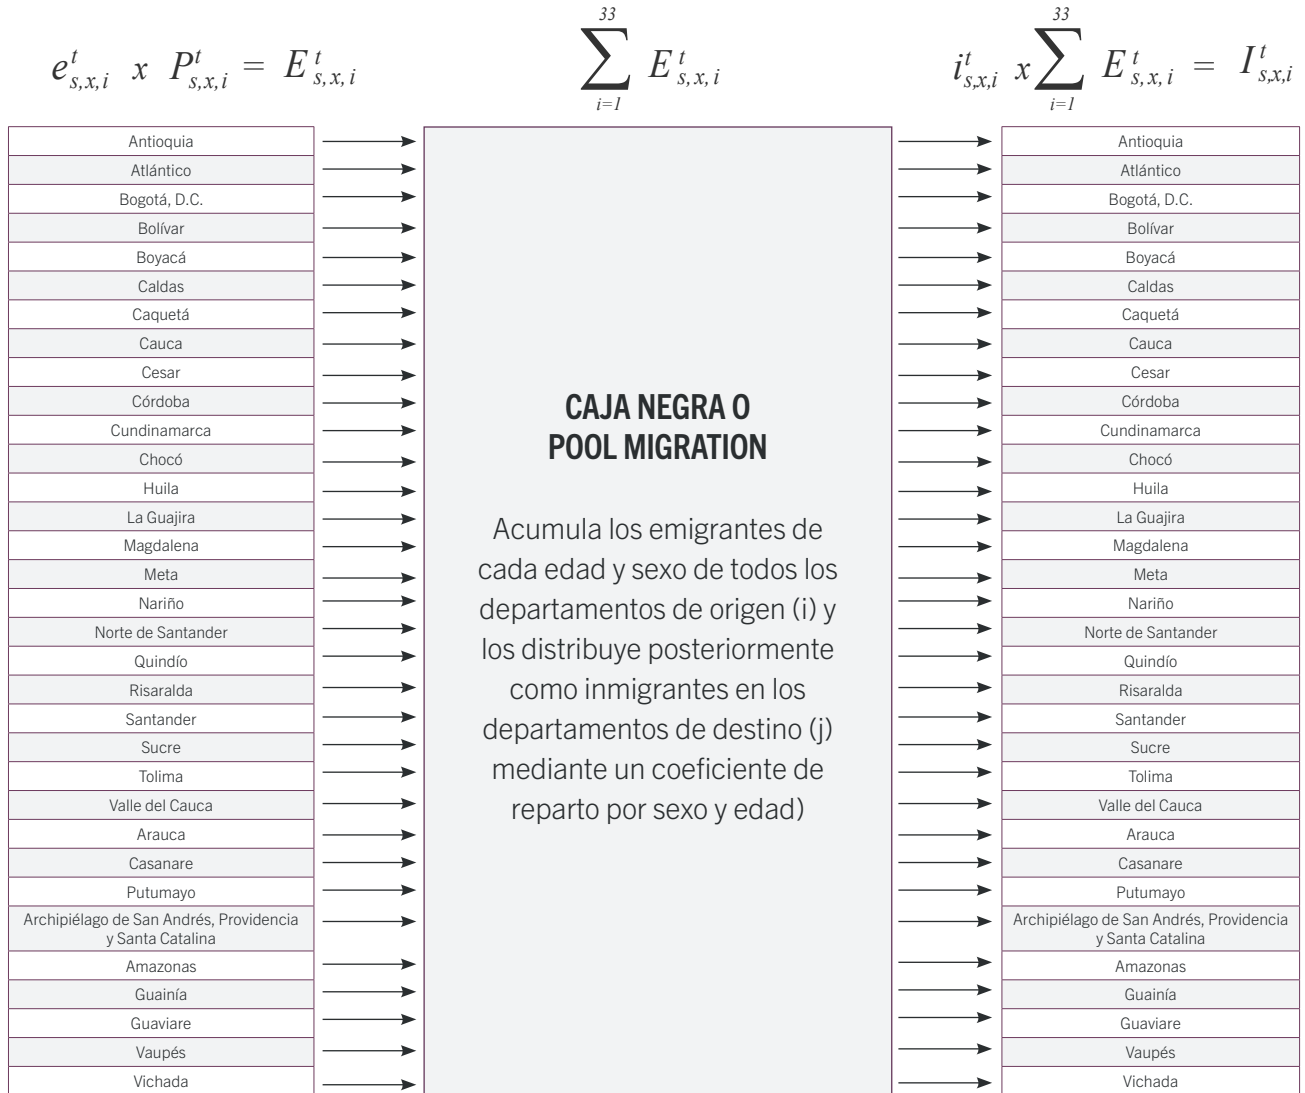 e^t_{s,x,i} x P^t_{s,x,i} = E^t_{s,x,i}
33
∑ E^t_{s,x,i}
i=1
33
i^t_{s,x,i} x ∑ E^t_{s,x,i} = I^t_{s,x,i}
i=1
Antioquia
Atlántico
Bogotá, D.C.
Bolívar
Boyacá
Caldas
Caquetá
Cauca
Cesar
Córdoba
Cundinamarca
Chocó
Huila
La Guajira
Magdalena
Meta
Nariño
Norte de Santander
Quindío
Risaralda
Santander
Sucre
Tolima
Valle del Cauca
Arauca
Casanare
Putumayo
Archipiélago de San Andrés, Providencia
y Santa Catalina
Amazonas
Guainía
Guaviare
Vaupés
Vichada
CAJA NEGRA O
POOL MIGRATION
Acumula los emigrantes de
cada edad y sexo de todos los
departamentos de origen (i) y
los distribuye posteriormente
como inmigrantes en los
departamentos de destino (j)
mediante un coeficiente de
reparto por sexo y edad)
Antioquia
Atlántico
Bogotá, D.C.
Bolívar
Boyacá
Caldas
Caquetá
Cauca
Cesar
Córdoba
Cundinamarca
Chocó
Huila
La Guajira
Magdalena
Meta
Nariño
Norte de Santander
Quindío
Risaralda
Santander
Sucre
Tolima
Valle del Cauca
Arauca
Casanare
Putumayo
Archipiélago de San Andrés, Providencia
y Santa Catalina
Amazonas
Guainía
Guaviare
Vaupés
Vichada